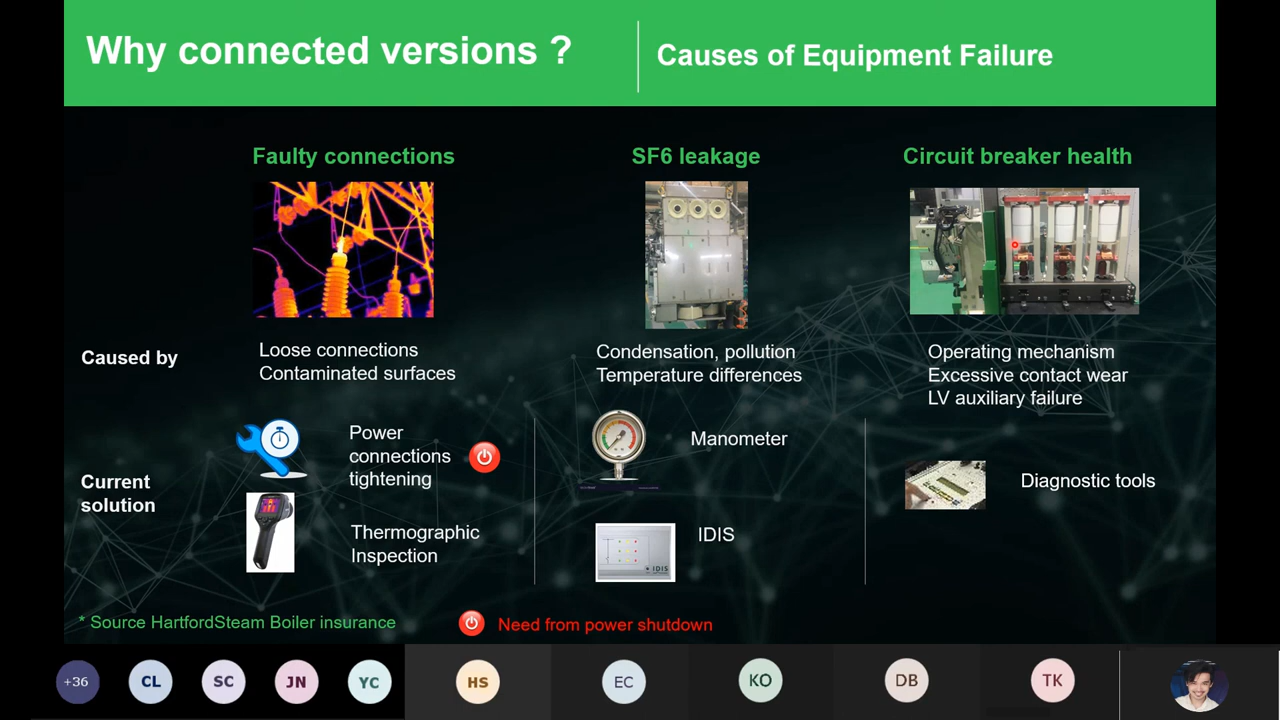 Why connected versions ?
Causes of Equipment Failure
Faulty connections
SF6 leakage
Circuit breaker health
Caused by
Loose connections
Contaminated surfaces
Condensation, pollution
Temperature differences
Operating mechanism
Excessive contact wear
LV auxiliary failure
Current
solution
Power
connections
tightening
Thermographic
Inspection
Manometer
IDIS
IDIS
Diagnostic tools
* Source HartfordSteam Boiler insurance
Need from power shutdown
+36
CL
SC
JN
YC
HS
EC
KO
DB
TK